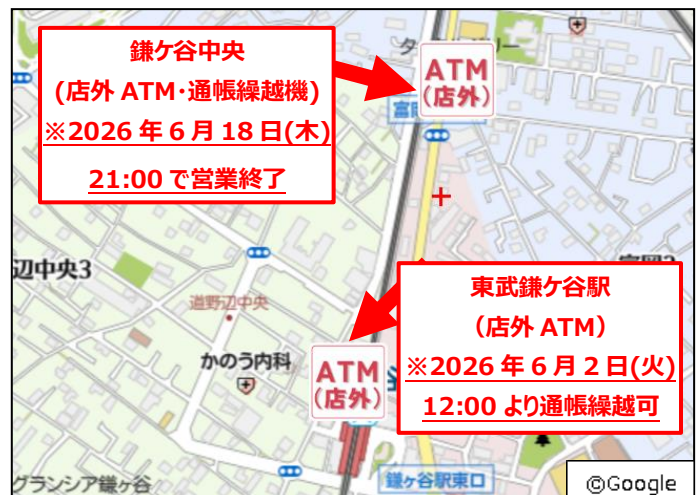 鎌ケ谷中央
(店外 ATM・通帳繰越機)
※2026 年 6 月 18 日(木)
21:00 で営業終了
ATM
(店外)
辺中央3
道野辺中央
東武鎌ケ谷駅
（店外 ATM）
※2026 年 6 月 2 日(火)
12:00 より通帳繰越可
かのう内科
ATM
(店外)
グランシア鎌ヶ谷
鎌ヶ谷駅東口
©Google